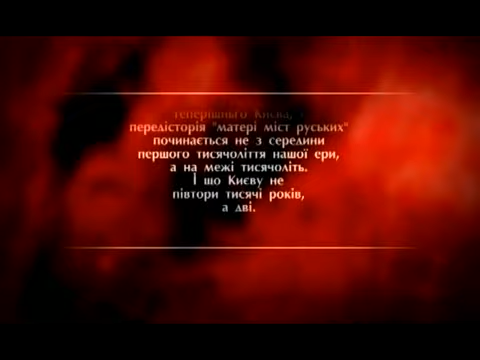 теперішнього Києва,
передісторія "матері міст руських"
починається не з середини
першого тисячоліття нашої ери,
а на межі тисячоліть.
І що Києву не
півтори тисячі років,
а дві.